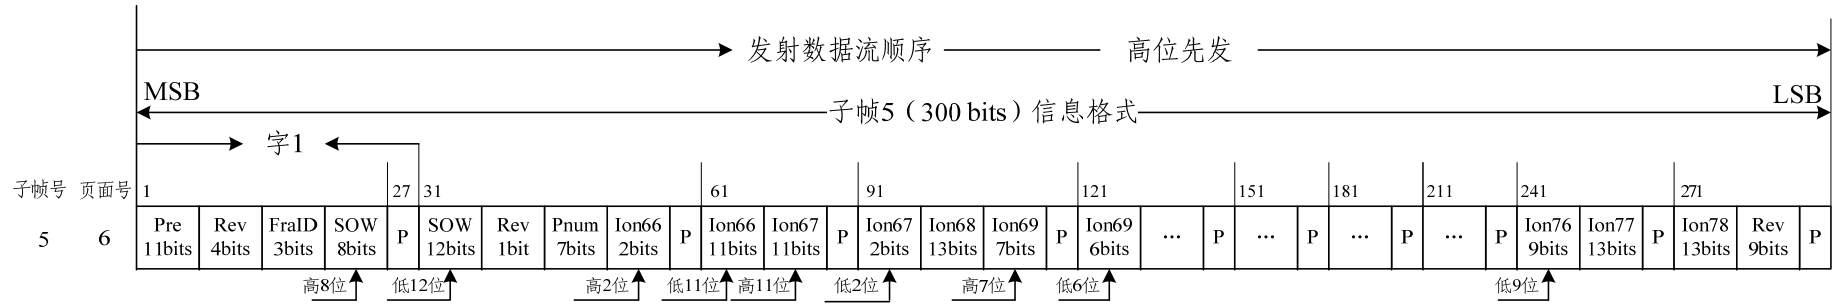 发射数据流顺序 高位先发
MSB LSB
子帧5（300 bits）信息格式
字1
子帧号 页面号 1 27 31 61 91 121 151 181 211 241 271
Pre Rev FraID SOW P SOW Rev Pnum Ion66 P Ion66 Ion67 P Ion67 Ion68 Ion69 P Ion69 ... P ... P ... P ... P Ion76 Ion77 P Ion78 Rev P
5 6 11bits 4bits 3bits 8bits 12bits 1bit 7bits 2bits 11bits 11bits 2bits 13bits 7bits 6bits 9bits 13bits 13bits 9bits
高8位 低12位 高2位 低11位 高11位 低2位 高7位 低6位 低9位